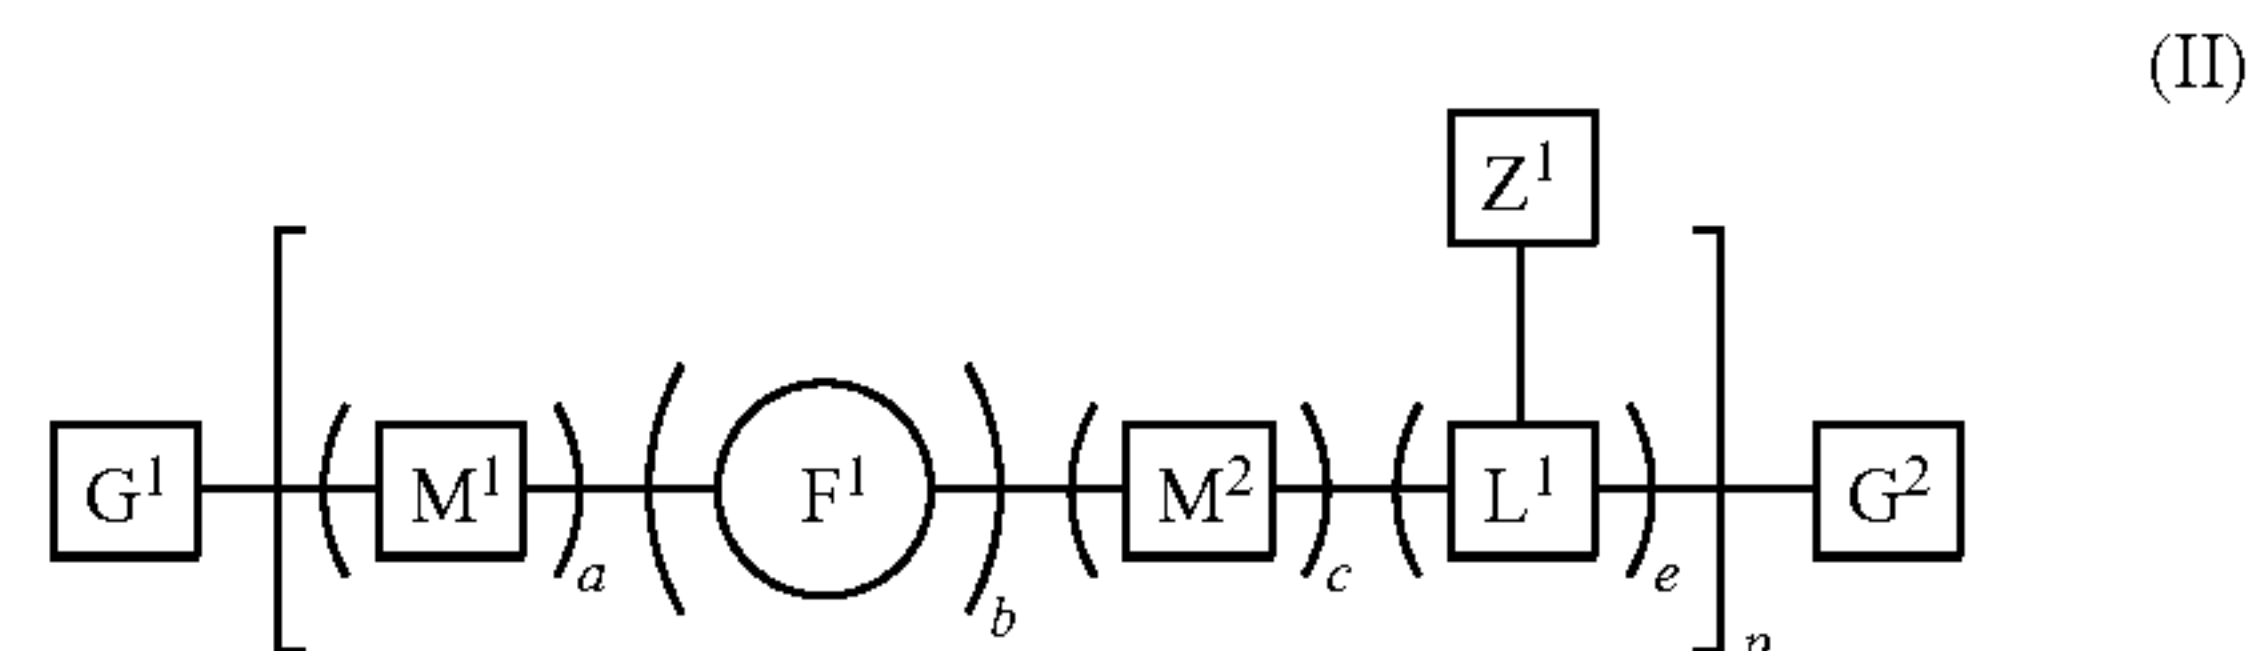 (II)
Z¹
G¹ [ ( M¹ )a ( F¹ )b ( M² )c ( L¹ )e ]n G²